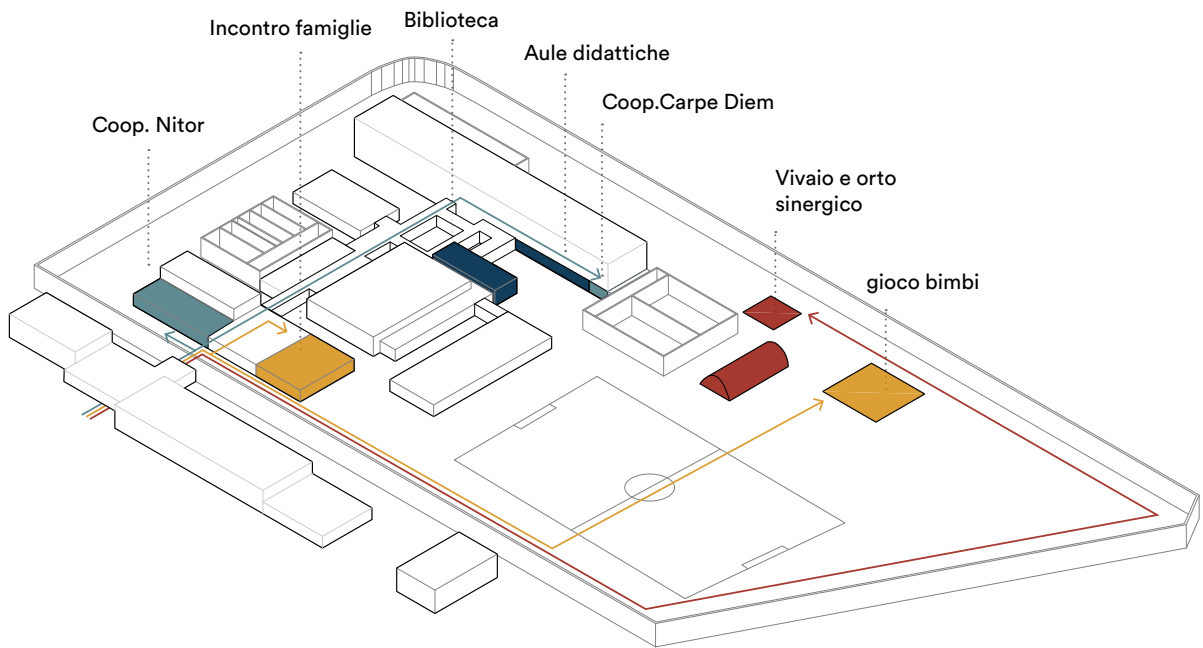 Biblioteca
Incontro famiglie
Aule didattiche
Coop.Carpe Diem
Coop. Nitor
Vivaio e orto
sinergico
gioco bimbi